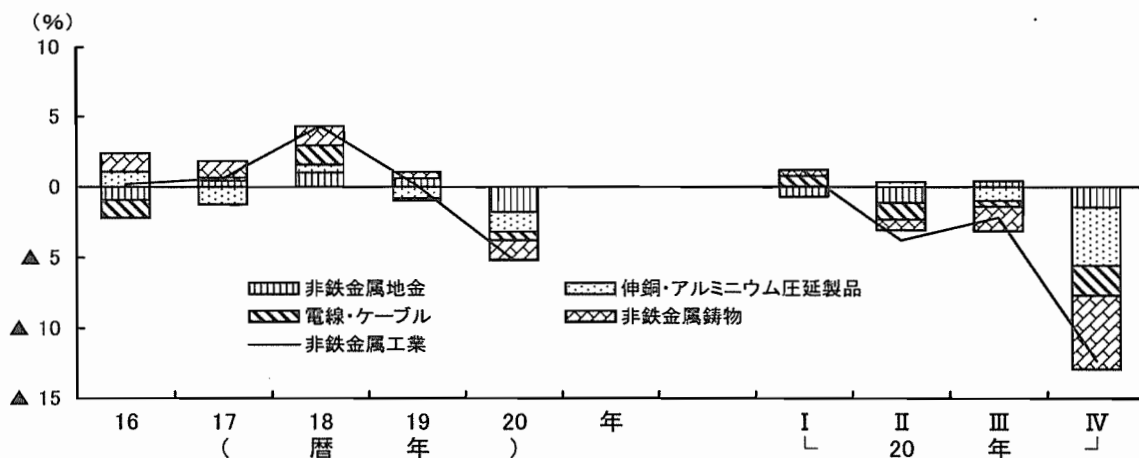 (%)
10
5
0
▲ 5
▲ 10
▲ 15
非鉄金属地金
伸銅・アルミニウム圧延製品
電線・ケーブル
非鉄金属鋳物
非鉄金属工業
16 17 18 19 20 年 Ⅰ Ⅱ Ⅲ Ⅳ
( 暦 年 ) └ 20 年 ┘